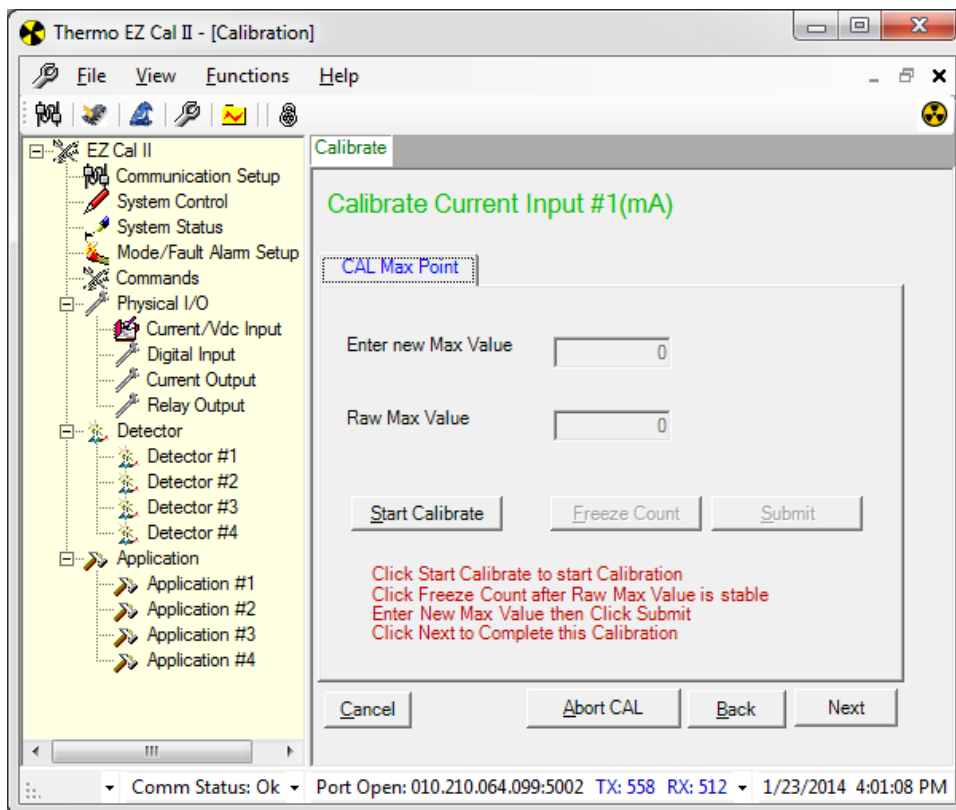 Thermo EZ Cal II - [Calibration]
File View Functions Help
EZ Cal II
Communication Setup
System Control
System Status
Mode/Fault Alarm Setup
Commands
Physical I/O
Current/Vdc Input
Digital Input
Current Output
Relay Output
Detector
Detector #1
Detector #2
Detector #3
Detector #4
Application
Application #1
Application #2
Application #3
Application #4
Calibrate
Calibrate Current Input #1(mA)
CAL Max Point
Enter new Max Value 0
Raw Max Value 0
Start Calibrate Freeze Count Submit
Click Start Calibrate to start Calibration
Click Freeze Count after Raw Max Value is stable
Enter New Max Value then Click Submit
Click Next to Complete this Calibration
Cancel Abort CAL Back Next
Comm Status: Ok Port Open: 010.210.064.099:5002 TX: 558 RX: 512 1/23/2014 4:01:08 PM